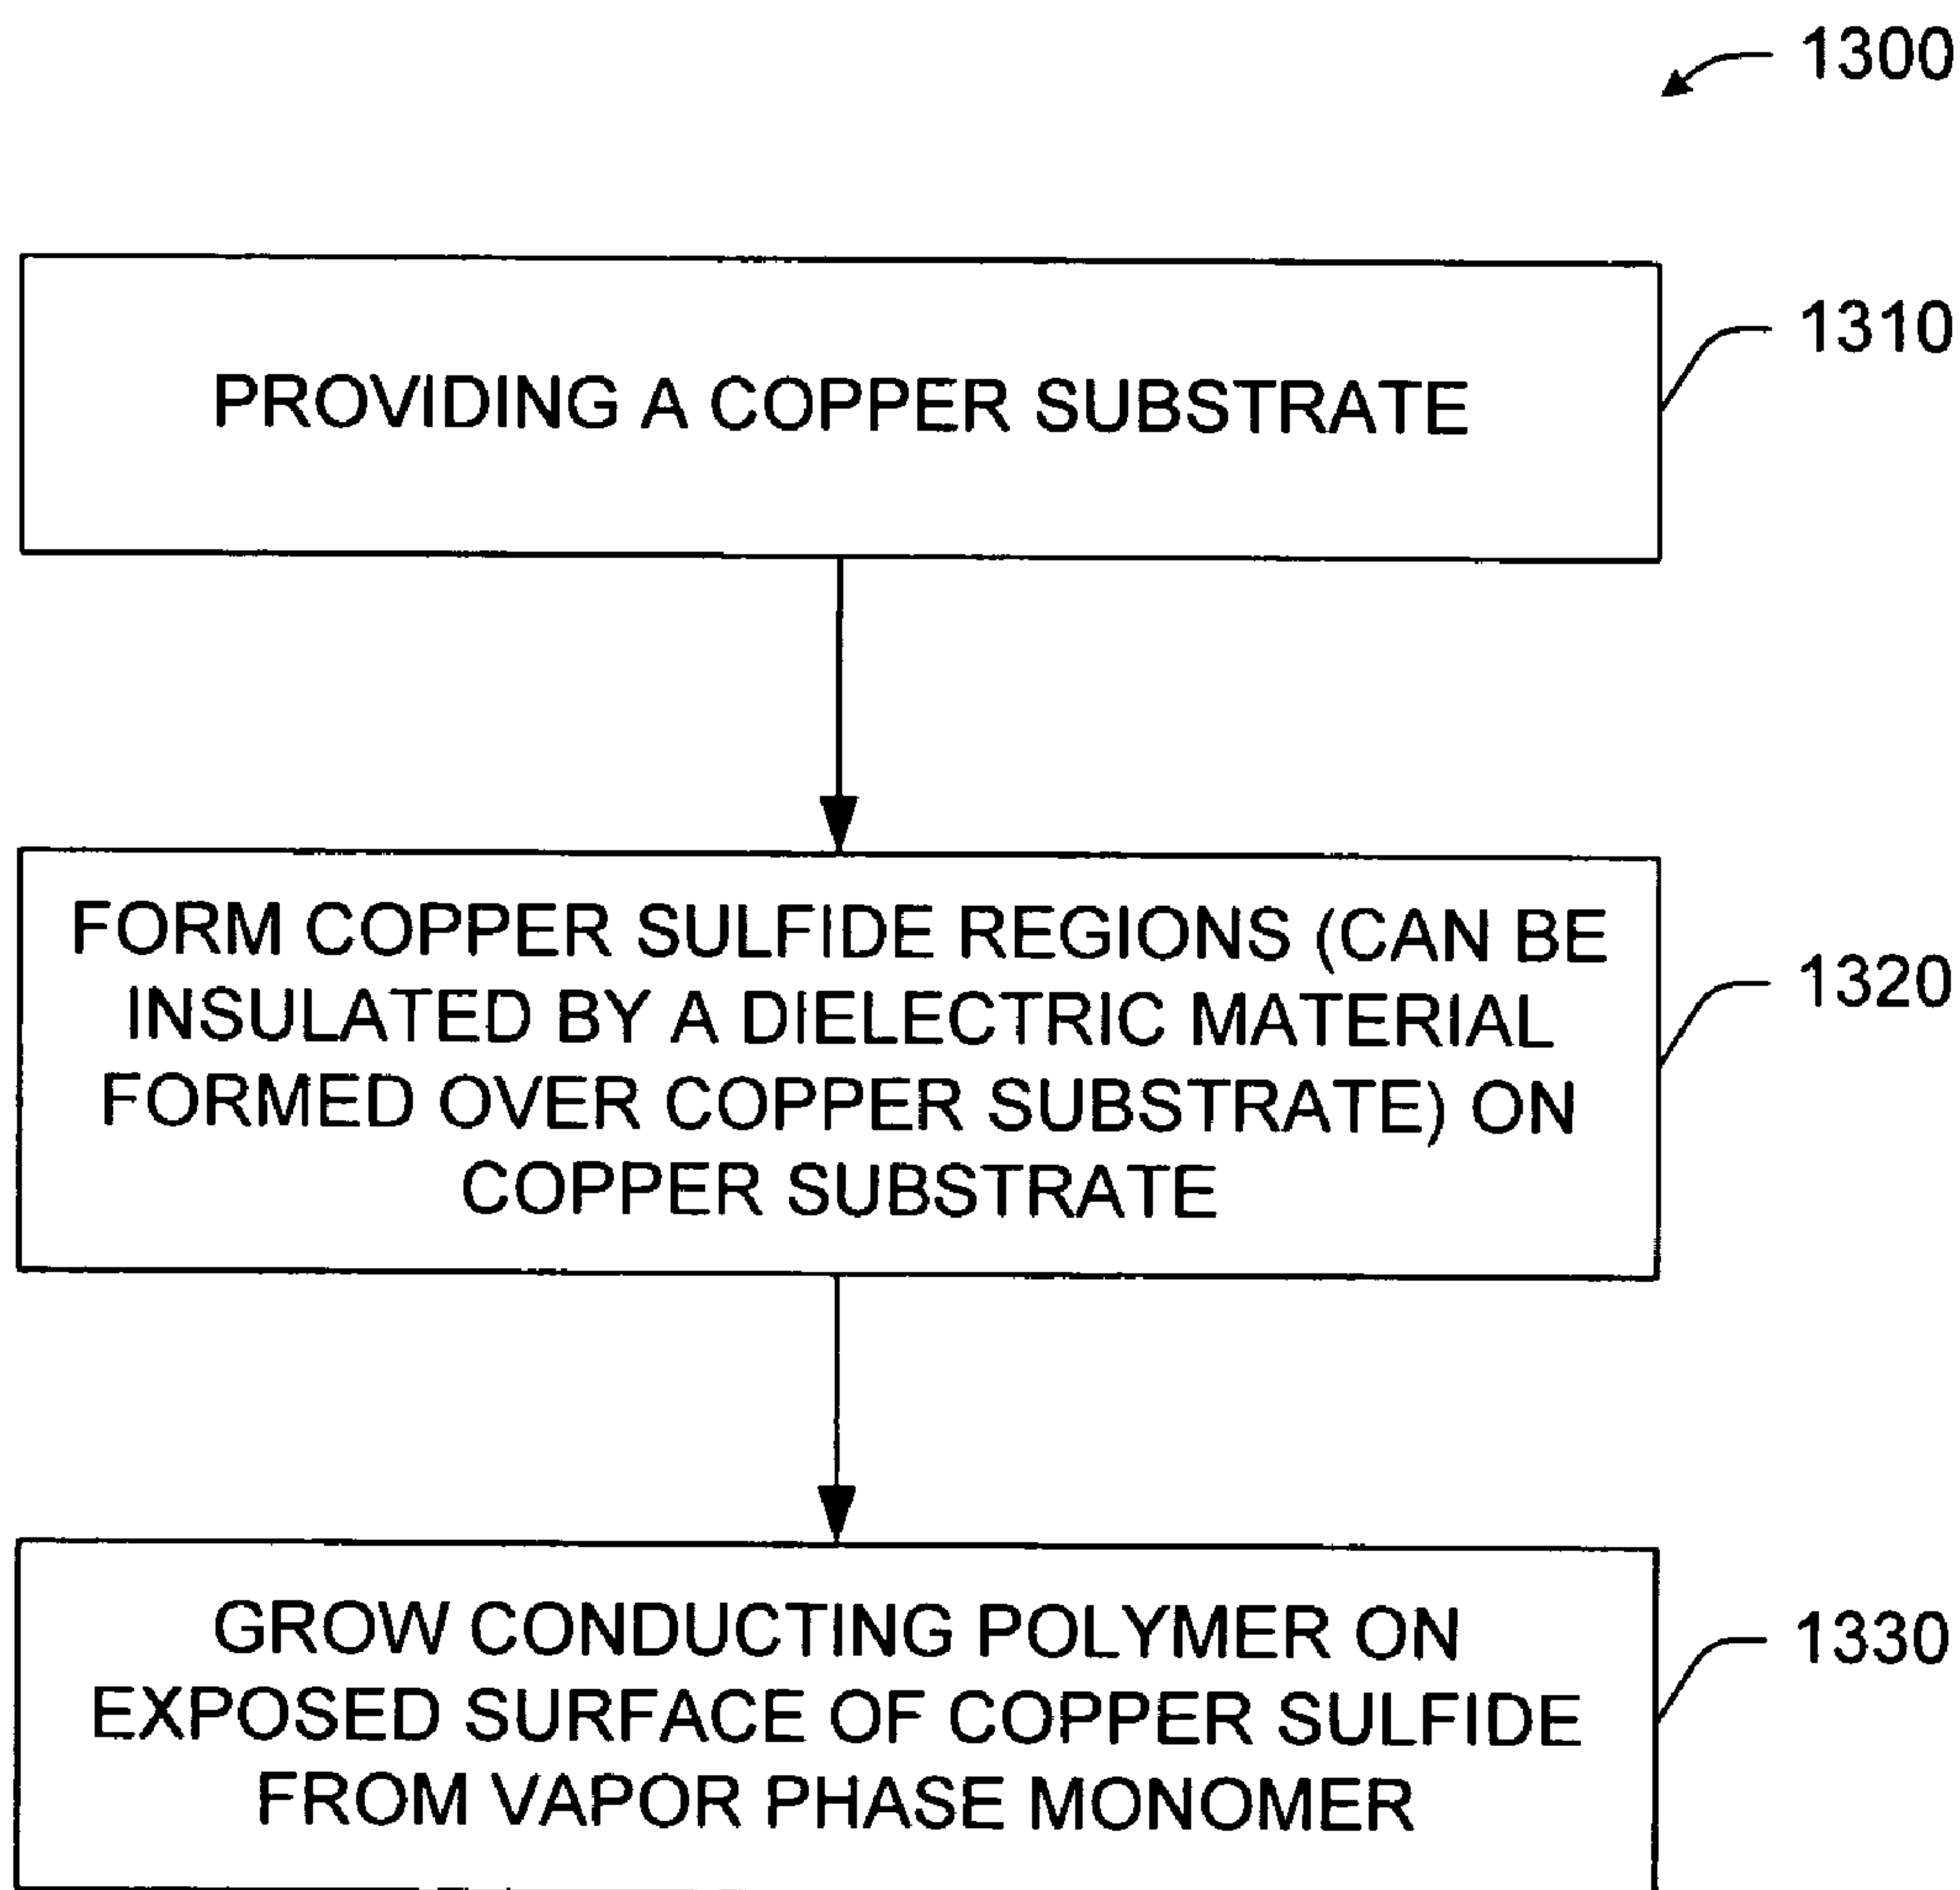 1300
PROVIDING A COPPER SUBSTRATE
1310
FORM COPPER SULFIDE REGIONS (CAN BE
INSULATED BY A DIELECTRIC MATERIAL
FORMED OVER COPPER SUBSTRATE) ON
COPPER SUBSTRATE
1320
GROW CONDUCTING POLYMER ON
EXPOSED SURFACE OF COPPER SULFIDE
FROM VAPOR PHASE MONOMER
1330